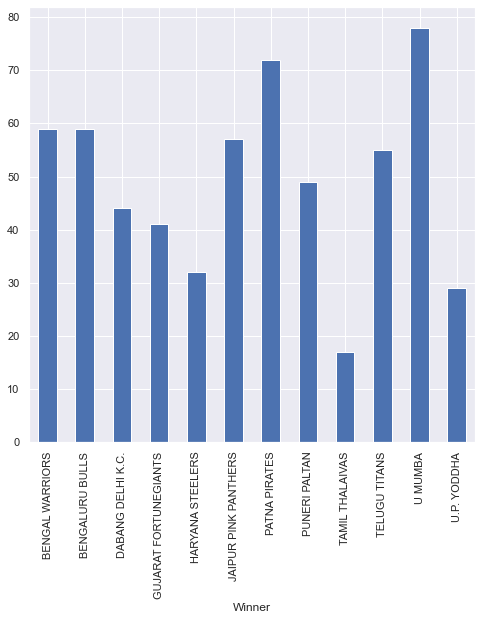 80
70
60
50
40
30
20
10
0
BENGAL WARRIORS
BENGALURU BULLS
DABANG DELHI K.C.
GUJARAT FORTUNEGIANTS
HARYANA STEELERS
JAIPUR PINK PANTHERS
PATNA PIRATES
PUNERI PALTAN
TAMIL THALAIVAS
TELUGU TITANS
U MUMBA
U.P. YODDHA
Winner